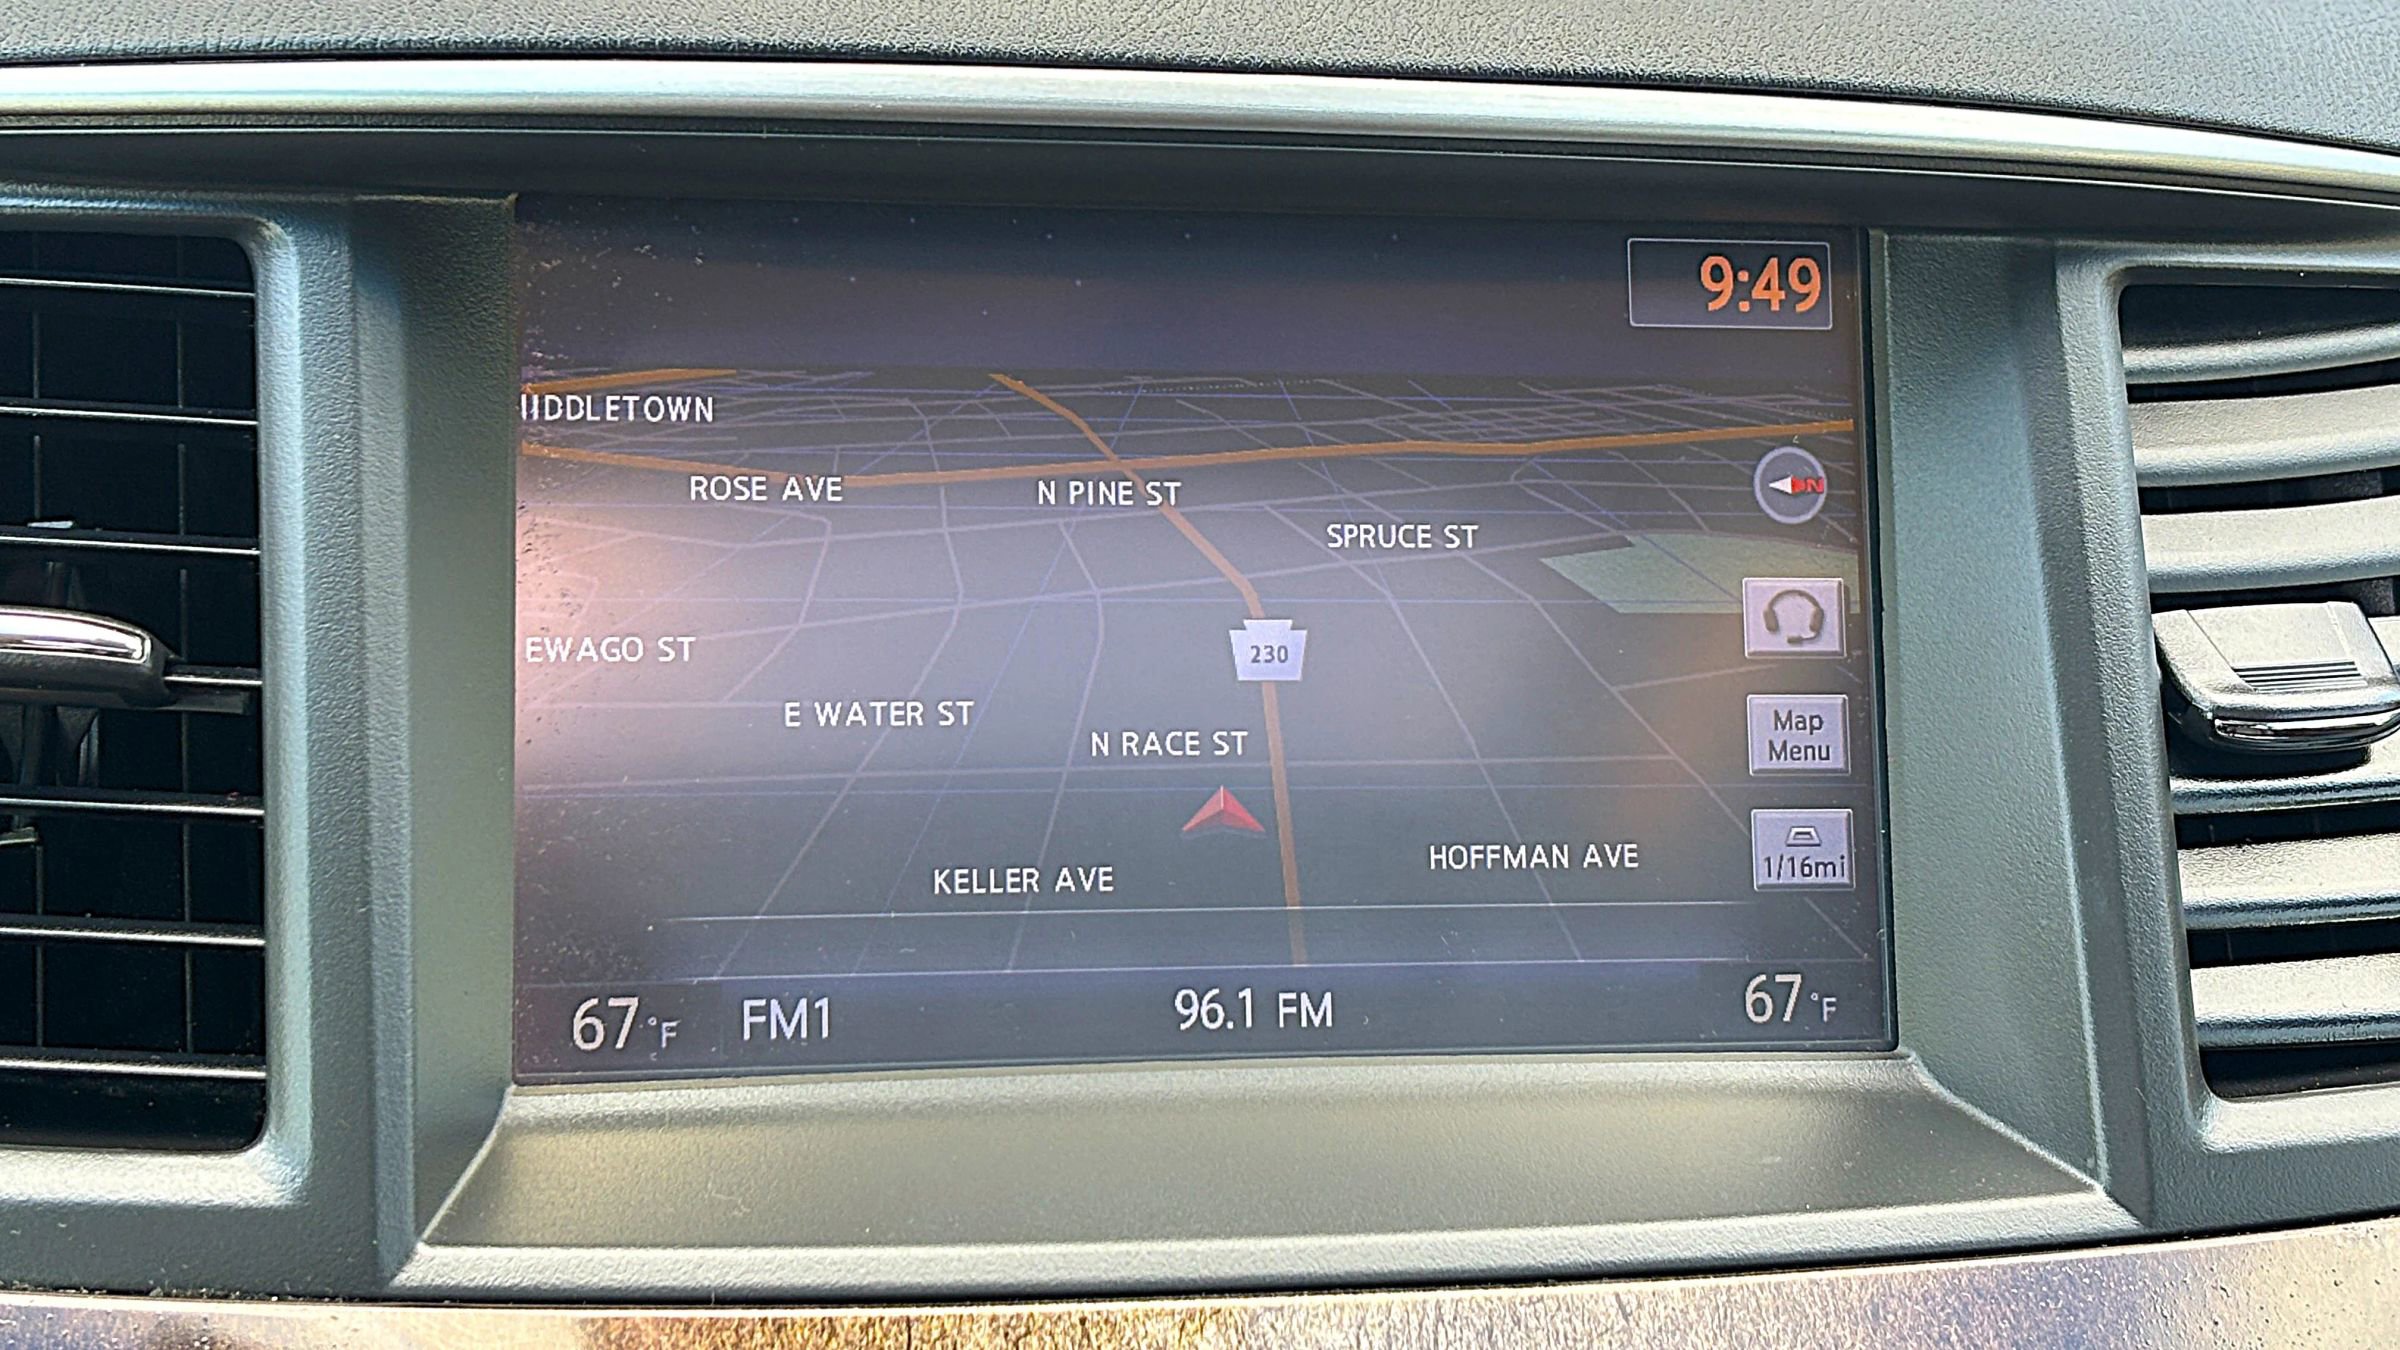 9:49
IDDLETOWN
ROSE AVE
N PINE ST
N
SPRUCE ST
EWAGO ST
230
E WATER ST
N RACE ST
Map
Menu
KELLER AVE
HOFFMAN AVE
1/16mi
67°F
FM1
96.1 FM
67°F